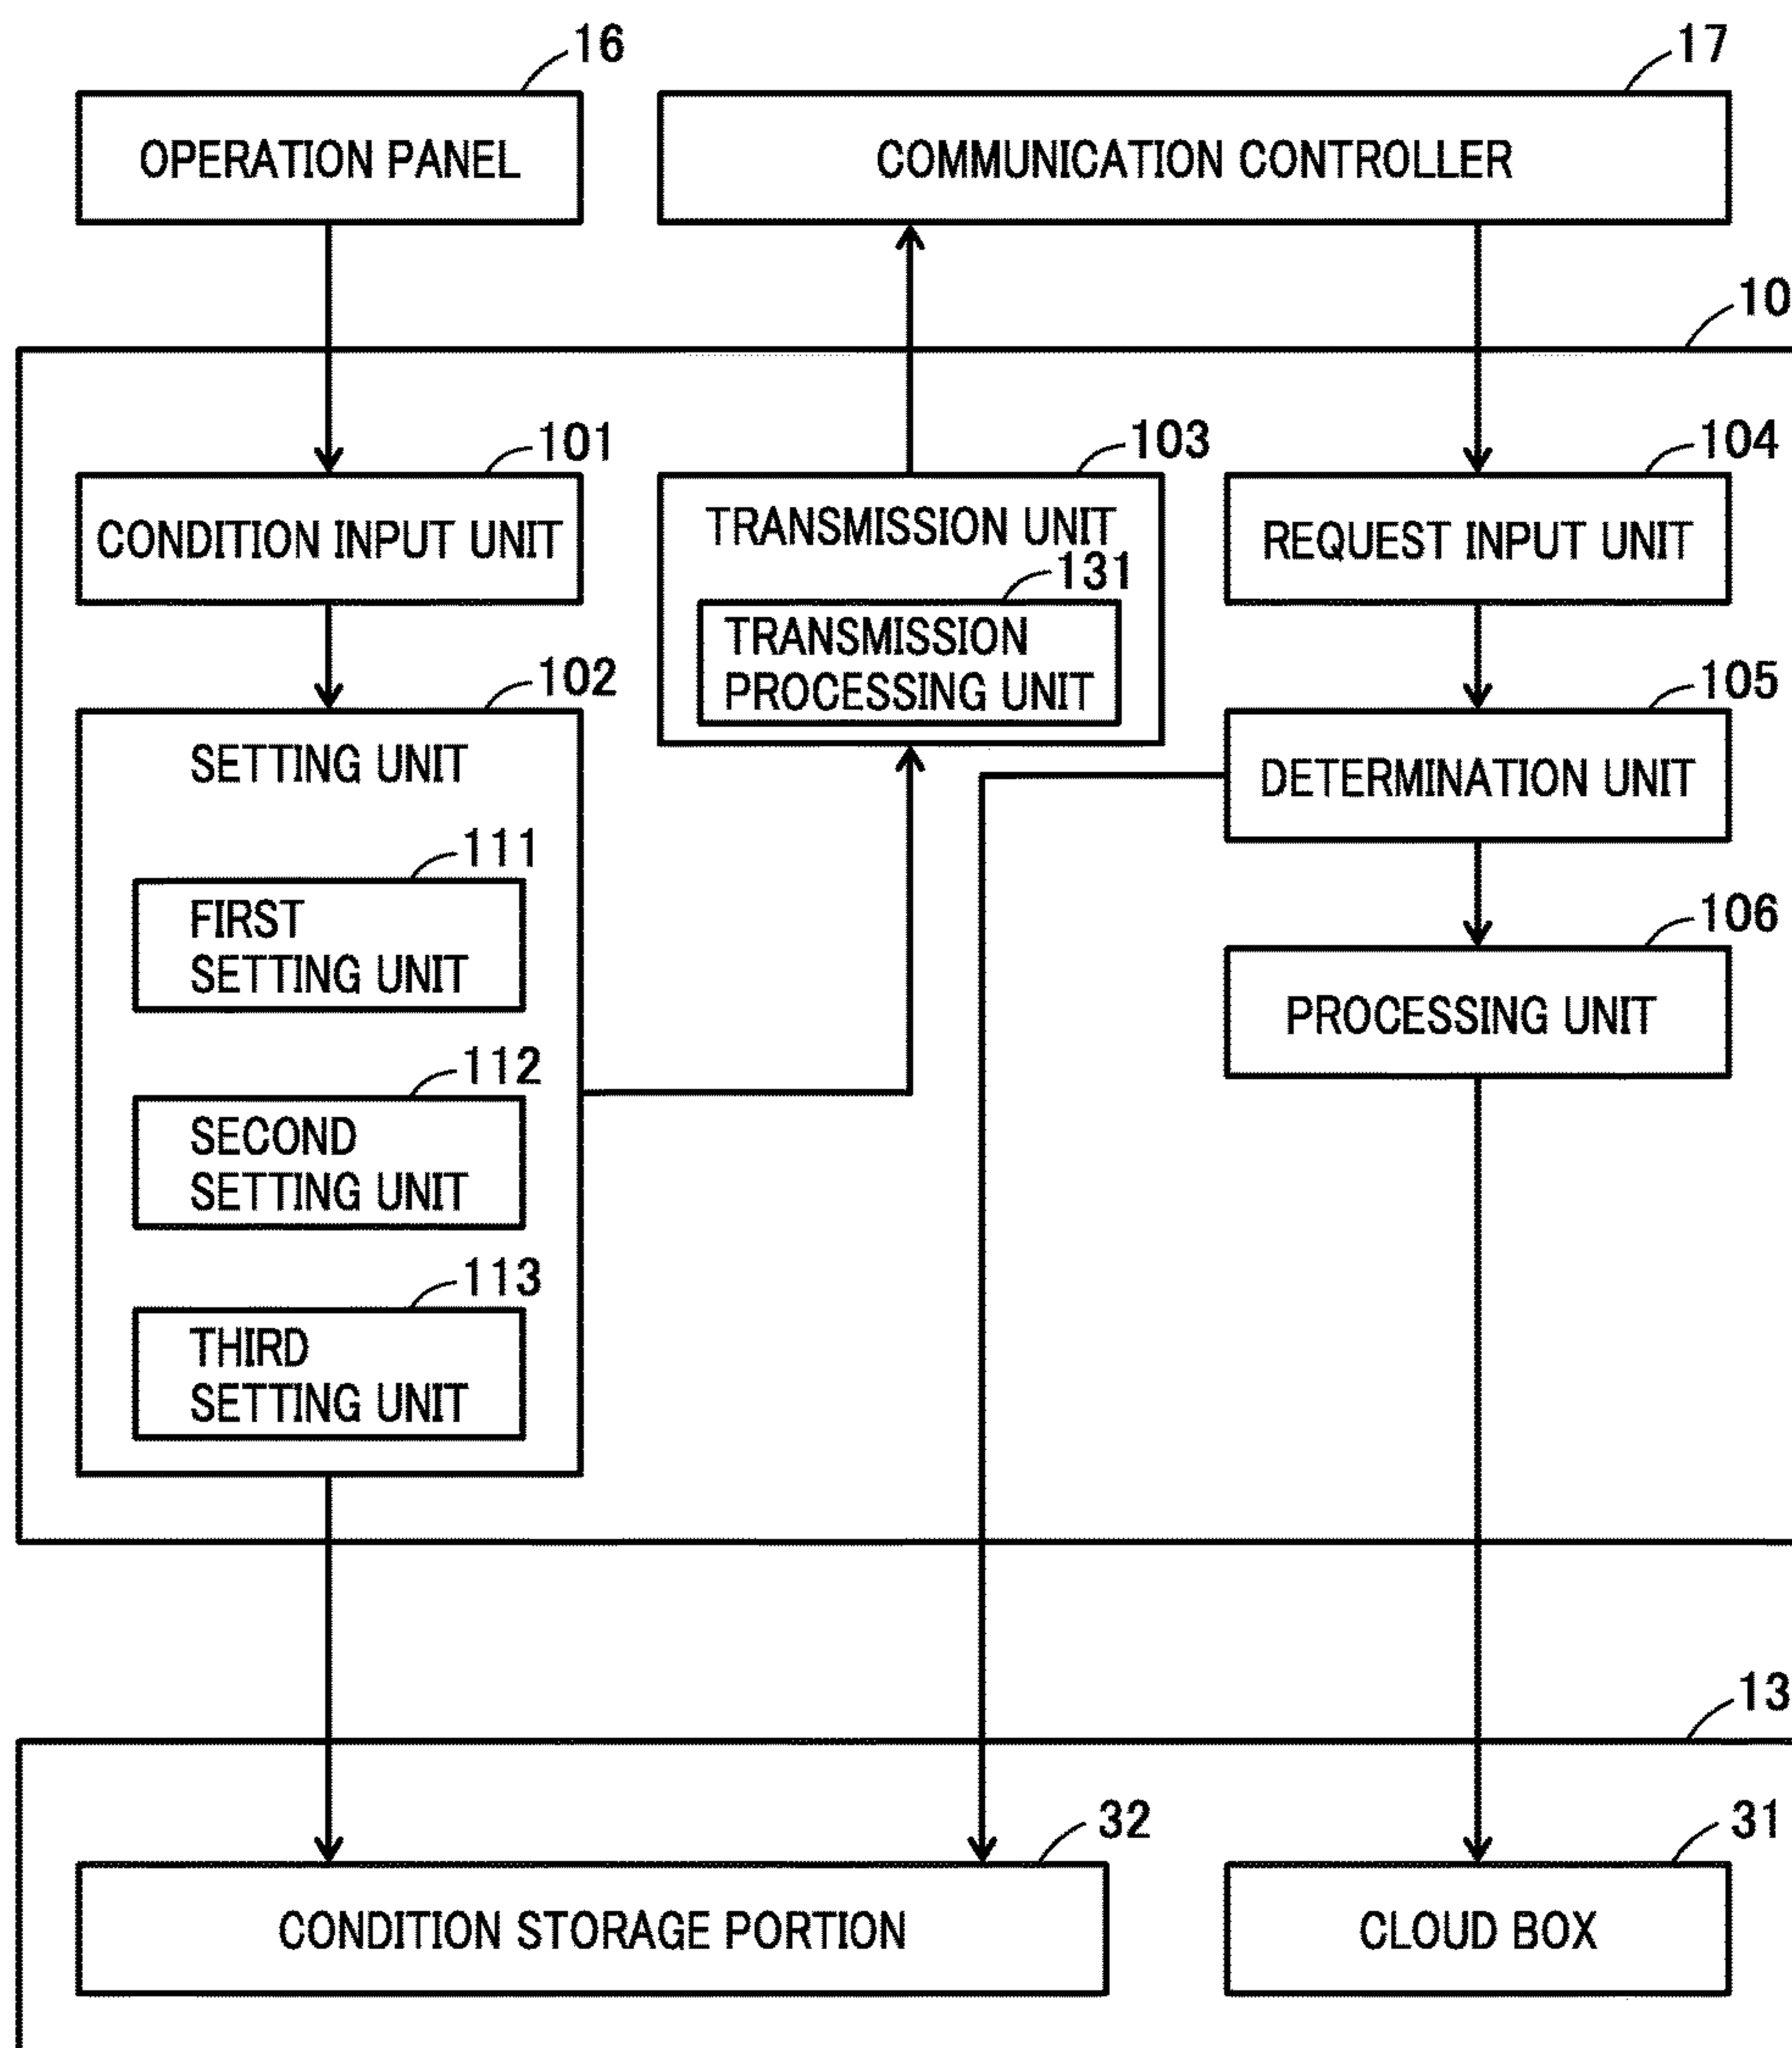 16
17
OPERATION PANEL
COMMUNICATION CONTROLLER
10
101
103
104
CONDITION INPUT UNIT
TRANSMISSION UNIT
REQUEST INPUT UNIT
131
TRANSMISSION
PROCESSING UNIT
102
105
SETTING UNIT
DETERMINATION UNIT
111
FIRST
SETTING UNIT
106
PROCESSING UNIT
112
SECOND
SETTING UNIT
113
THIRD
SETTING UNIT
13
32
31
CONDITION STORAGE PORTION
CLOUD BOX